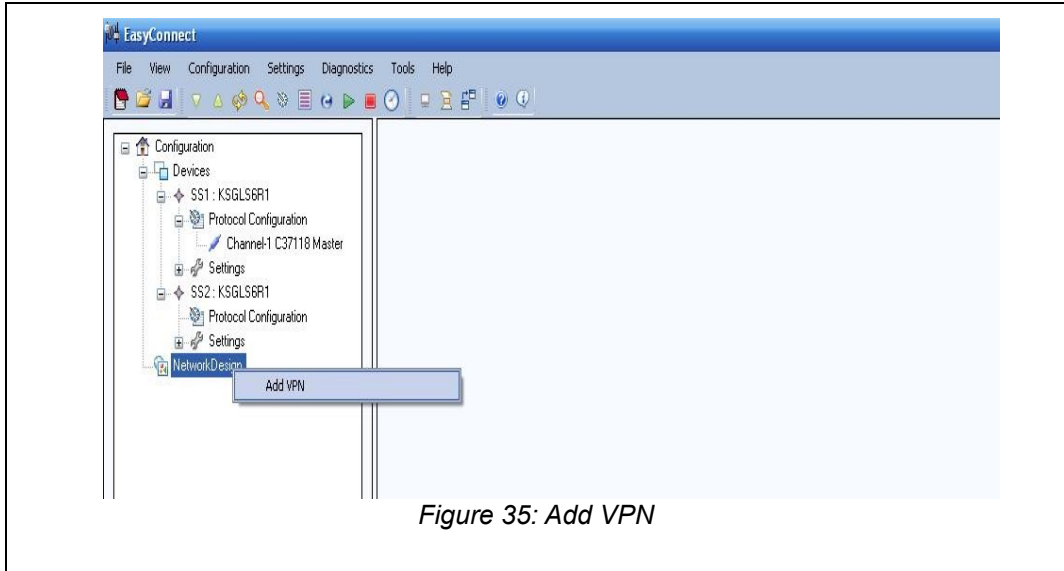 EasyConnect
File View Configuration Settings Diagnostics Tools Help
Configuration
Devices
SS1 : KSGLS6R1
Protocol Configuration
Channel-1 C37118 Master
Settings
SS2 : KSGLS6R1
Protocol Configuration
Settings
NetworkDesign
Add VPN
Figure 35: Add VPN